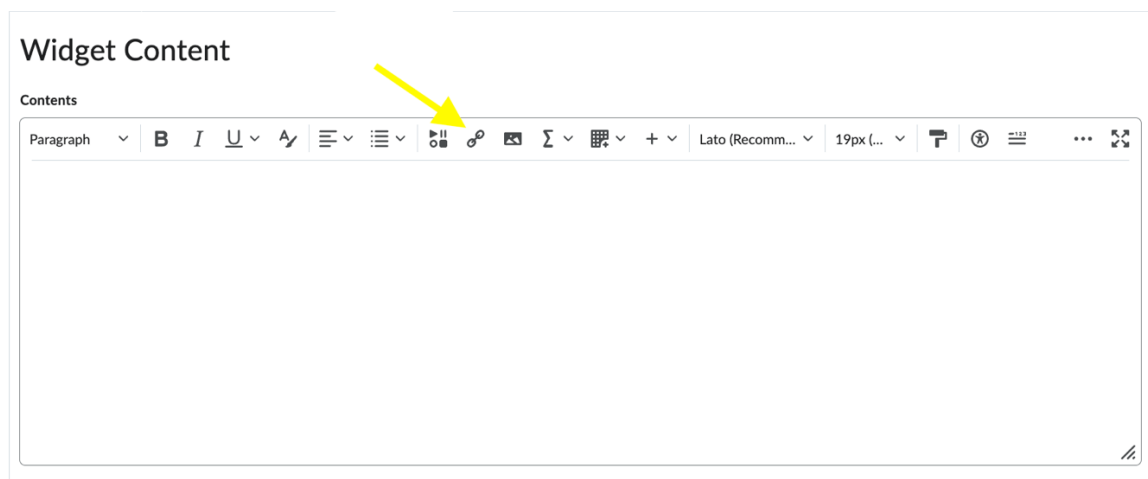 Widget Content
Contents
Paragraph B I U A Σ + Lato (Recomm... 19px (...